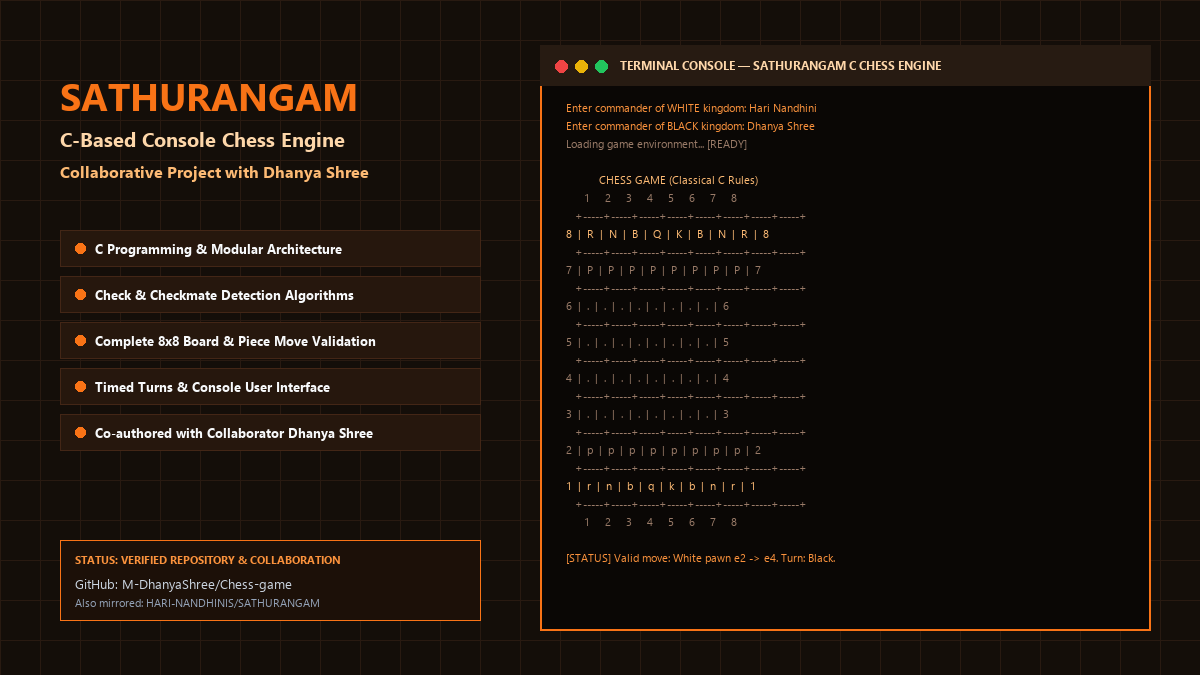 SATHURANGAM
C-Based Console Chess Engine
Collaborative Project with Dhanya Shree
C Programming & Modular Architecture
Check & Checkmate Detection Algorithms
Complete 8x8 Board & Piece Move Validation
Timed Turns & Console User Interface
Co-authored with Collaborator Dhanya Shree
STATUS: VERIFIED REPOSITORY & COLLABORATION
GitHub: M-DhanyaShree/Chess-game
Also mirrored: HARI-NANDHINIS/SATHURANGAM
TERMINAL CONSOLE — SATHURANGAM C CHESS ENGINE
Enter commander of WHITE kingdom: Hari Nandhini
Enter commander of BLACK kingdom: Dhanya Shree
Loading game environment... [READY]
CHESS GAME (Classical C Rules)
1 2 3 4 5 6 7 8
+-----+-----+-----+-----+-----+-----+-----+-----+
8 | R | N | B | Q | K | B | N | R | 8
+-----+-----+-----+-----+-----+-----+-----+-----+
7 | P | P | P | P | P | P | P | P | 7
+-----+-----+-----+-----+-----+-----+-----+-----+
6 | . | . | . | . | . | . | . | . | 6
+-----+-----+-----+-----+-----+-----+-----+-----+
5 | . | . | . | . | . | . | . | . | 5
+-----+-----+-----+-----+-----+-----+-----+-----+
4 | . | . | . | . | . | . | . | . | 4
+-----+-----+-----+-----+-----+-----+-----+-----+
3 | . | . | . | . | . | . | . | . | 3
+-----+-----+-----+-----+-----+-----+-----+-----+
2 | p | p | p | p | p | p | p | p | 2
+-----+-----+-----+-----+-----+-----+-----+-----+
1 | r | n | b | q | k | b | n | r | 1
+-----+-----+-----+-----+-----+-----+-----+-----+
1 2 3 4 5 6 7 8
[STATUS] Valid move: White pawn e2 -> e4. Turn: Black.